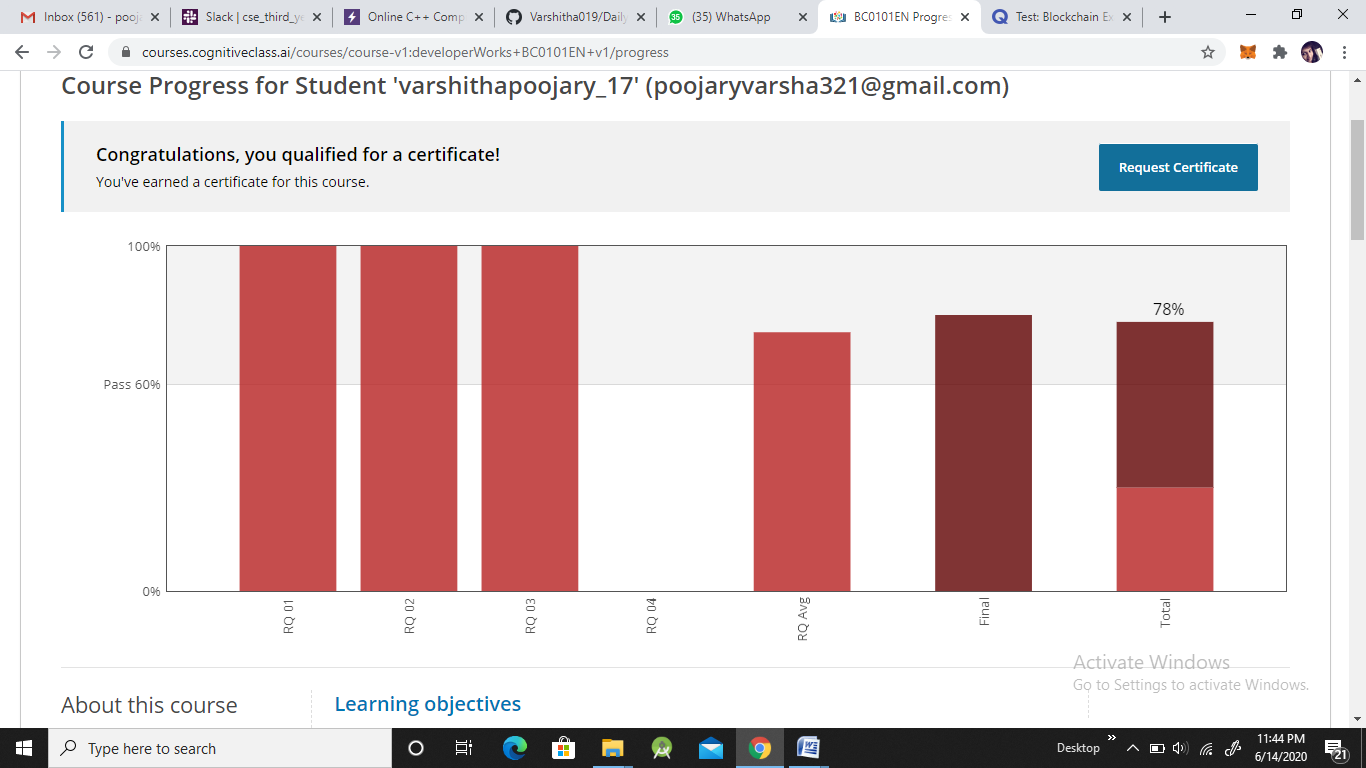 Inbox (561) - pooja
Slack | cse_third_ye
Online C++ Comp
Varshitha019/Daily
(35) WhatsApp
BC0101EN Progres
Test: Blockchain Ex
courses.cognitiveclass.ai/courses/course-v1:developerWorks+BC0101EN+v1/progress
Course Progress for Student 'varshithapoojary_17' (poojaryvarsha321@gmail.com)
Congratulations, you qualified for a certificate!
You've earned a certificate for this course.
Request Certificate
100%
Pass 60%
0%
78%
RQ 01
RQ 02
RQ 03
RQ 04
RQ Avg
Final
Total
Activate Windows
Go to Settings to activate Windows.
About this course
Learning objectives
Type here to search
Desktop
11:44 PM
6/14/2020
21